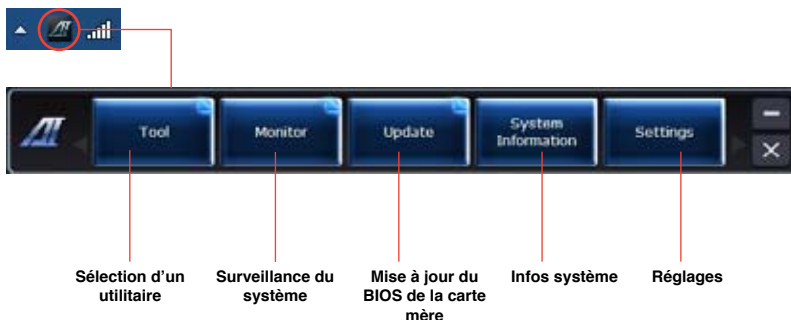 Tool
Monitor
Update
System
Information
Settings
Sélection d'un
utilitaire
Surveillance du
système
Mise à jour du
BIOS de la carte
mère
Infos système
Réglages